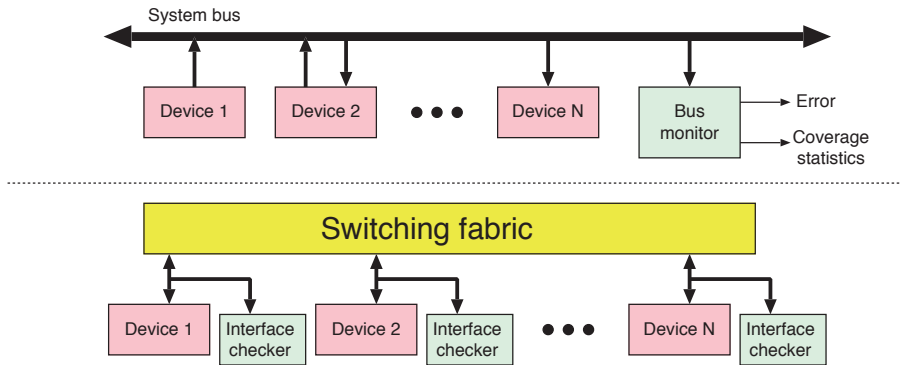 System bus
Device 1
Device 2
Device N
Bus
monitor
Error
Coverage
statistics
Switching fabric
Device 1
Interface
checker
Device 2
Interface
checker
Device N
Interface
checker